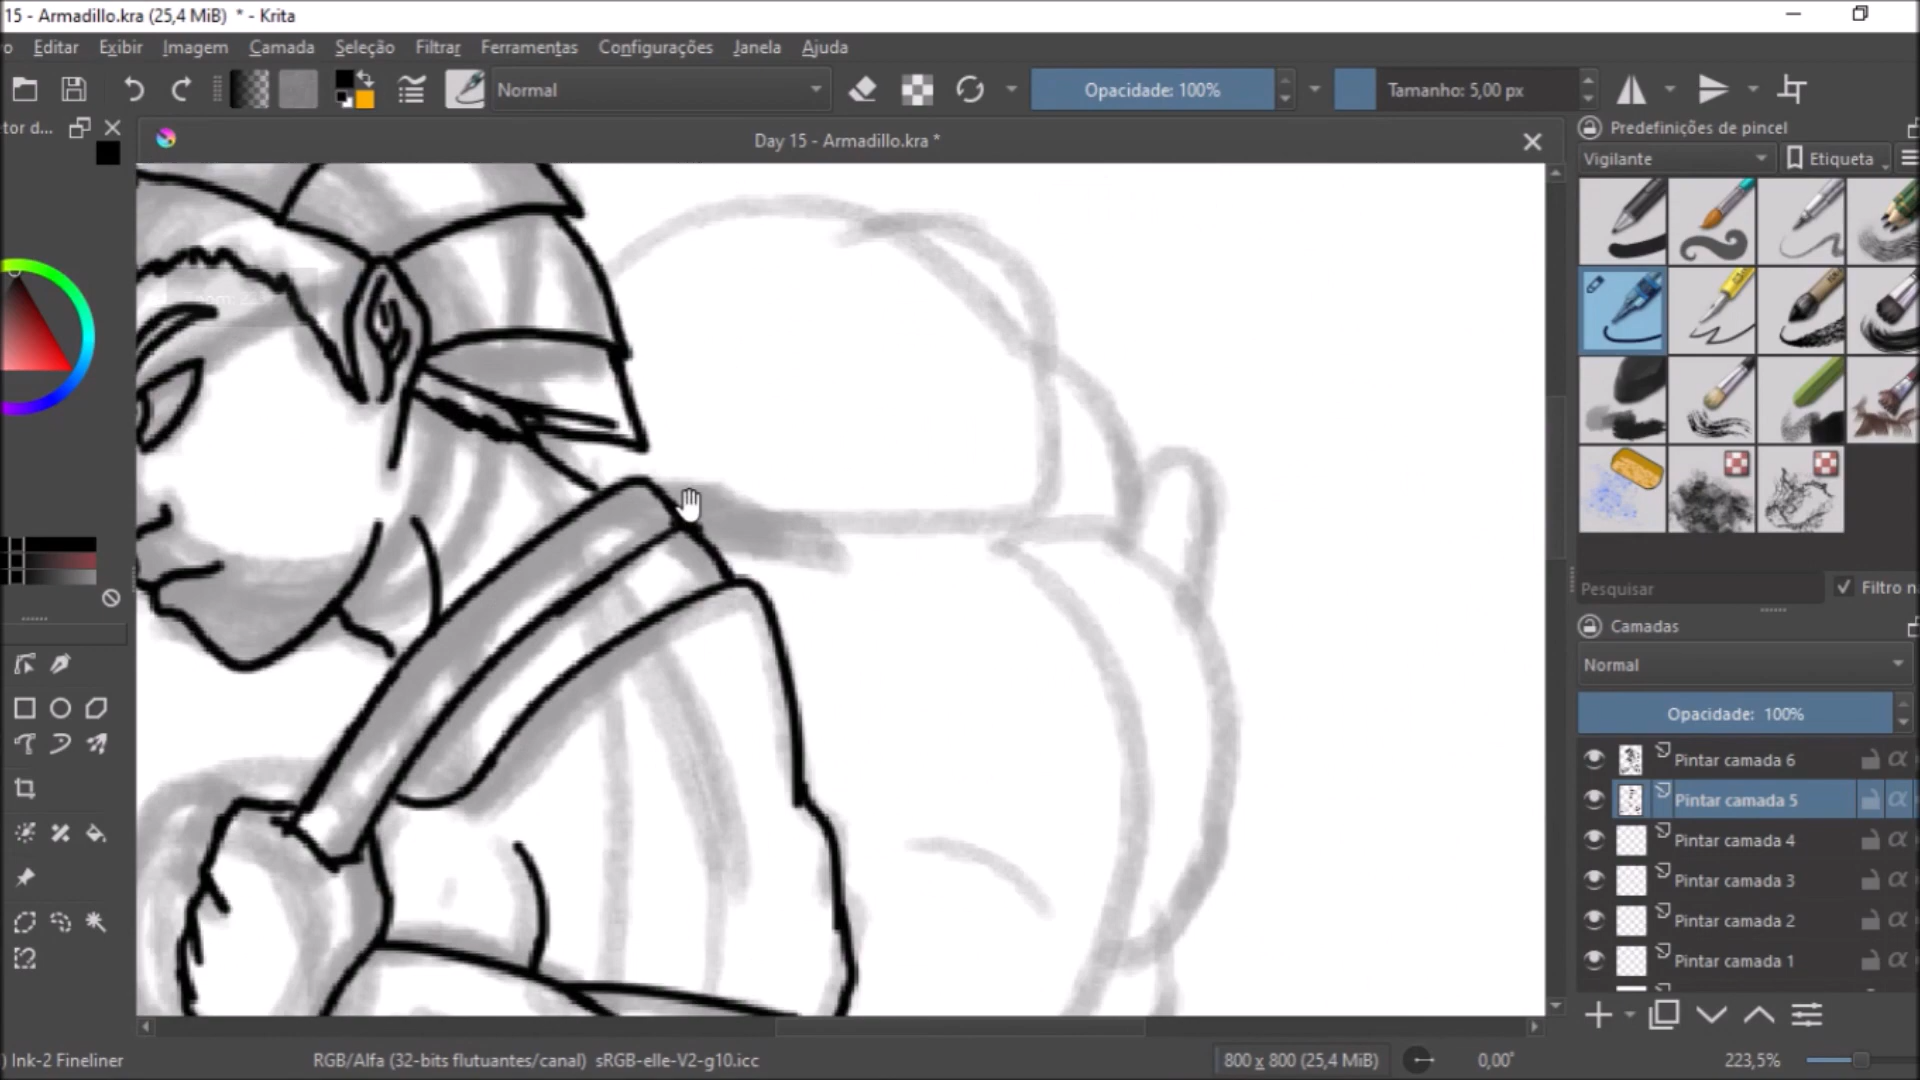 15 - Armadillo.kra (25,4 MiB) * - Krita
o Editar Exibir Imagem Camada Seleção Filtrar Ferramentas Configurações Janela Ajuda
Normal Opacidade: 100% Tamanho: 5,00 px
tor d...
Day 15 - Armadillo.kra *
Predefinições de pincel
Vigilante Etiqueta
Pesquisar Filtro n
Camadas
Normal
Opacidade: 100%
Pintar camada 6
Pintar camada 5
Pintar camada 4
Pintar camada 3
Pintar camada 2
Pintar camada 1
) Ink-2 Fineliner RGB/Alfa (32-bits flutuantes/canal) sRGB-elle-V2-g10.icc 800 x 800 (25,4 MiB) 0,00° 223,5%